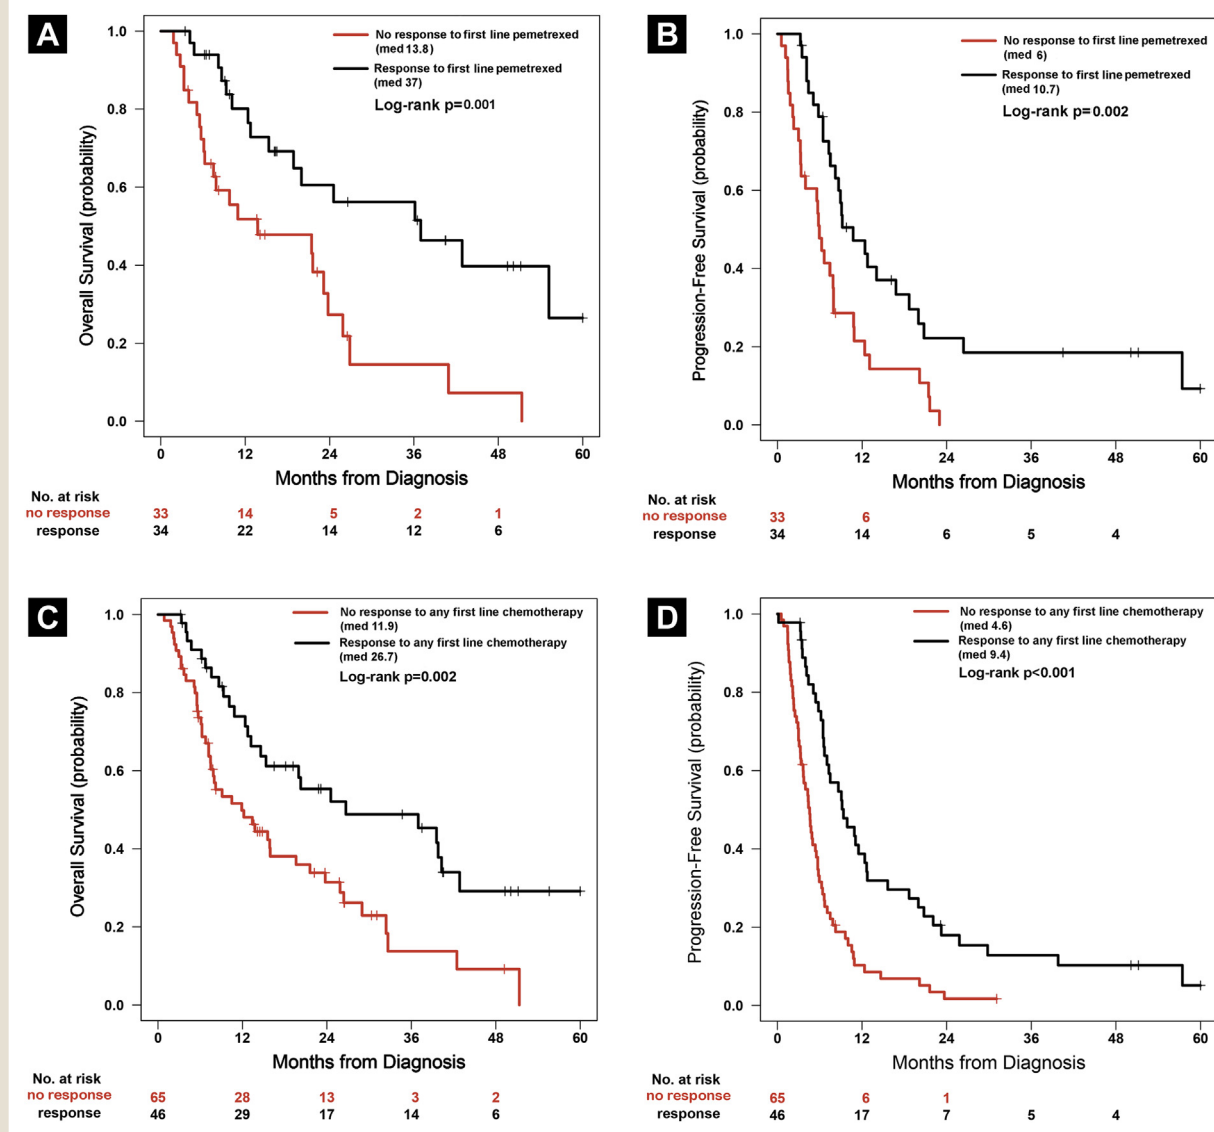 A
No response to first line pemetrexed
(med 13.8)
Response to first line pemetrexed
(med 37)
Log-rank p=0.001
Overall Survival (probability)
1.0
0.8
0.6
0.4
0.2
0.0
0 12 24 36 48 60
Months from Diagnosis
No. at risk
no response 33 14 5 2 1
response 34 22 14 12 6
B
No response to first line pemetrexed
(med 6)
Response to first line pemetrexed
(med 10.7)
Log-rank p=0.002
Progression-Free Survival (probability)
1.0
0.8
0.6
0.4
0.2
0.0
0 12 24 36 48 60
Months from Diagnosis
No. at risk
no response 33 6
response 34 14 6 5 4
C
No response to any first line chemotherapy
(med 11.9)
Response to any first line chemotherapy
(med 26.7)
Log-rank p=0.002
Overall Survival (probability)
1.0
0.8
0.6
0.4
0.2
0.0
0 12 24 36 48 60
Months from Diagnosis
No. at risk
no response 65 28 13 3 2
response 46 29 17 14 6
D
No response to any first line chemotherapy
(med 4.6)
Response to any first line chemotherapy
(med 9.4)
Log-rank p<0.001
Progression-Free Survival (probability)
1.0
0.8
0.6
0.4
0.2
0.0
0 12 24 36 48 60
Months from Diagnosis
No. at risk
no response 65 6 1
response 46 17 7 5 4